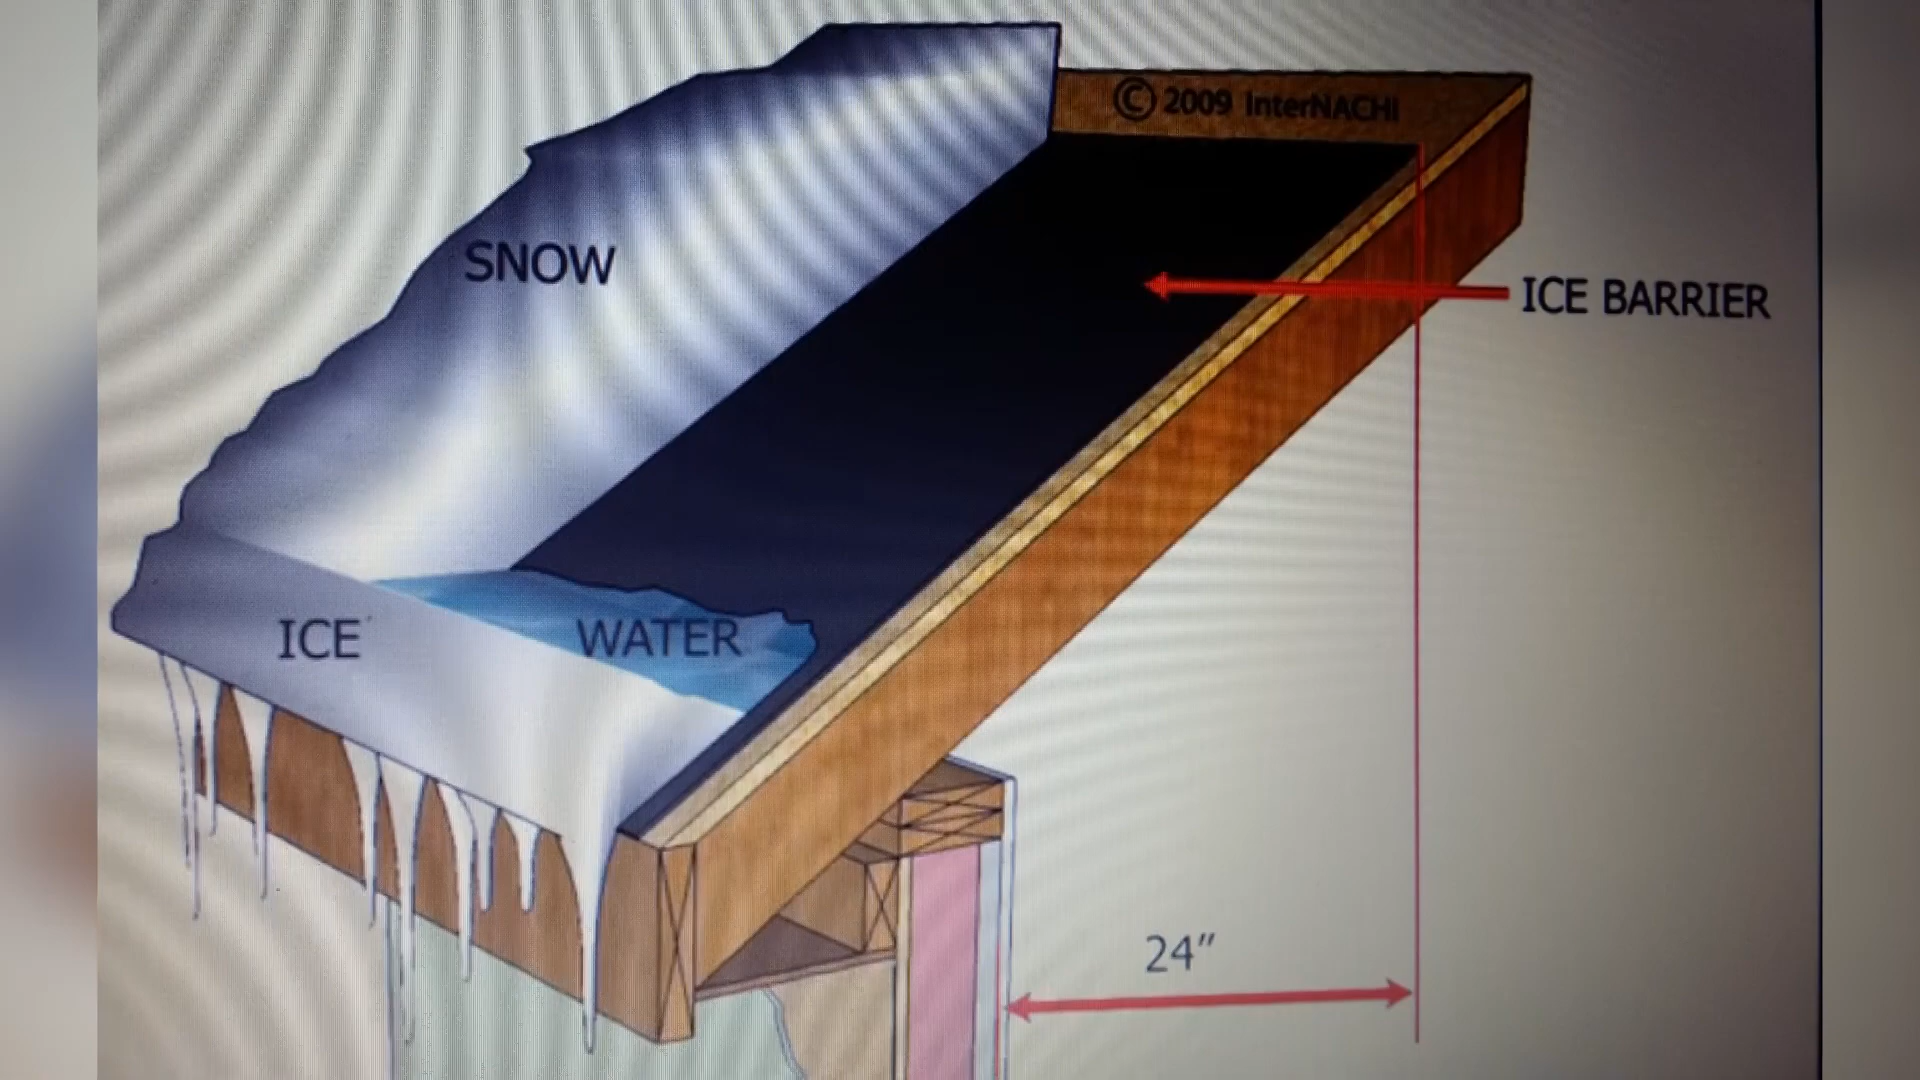 © 2009 InterNACHI
SNOW
ICE BARRIER
ICE
WATER
24"